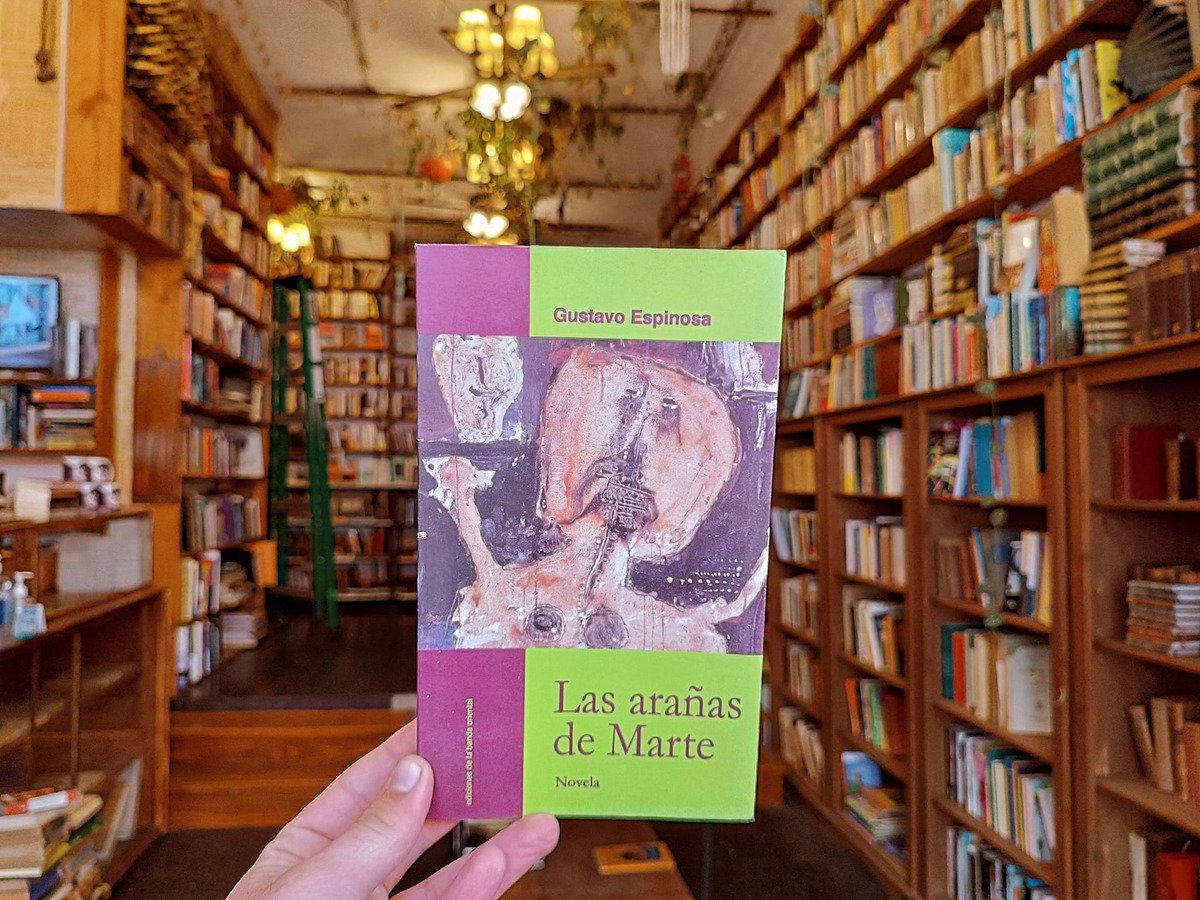 Gustavo Espinosa
Las arañas
de Marte
Novela
ediciones de la banda oriental